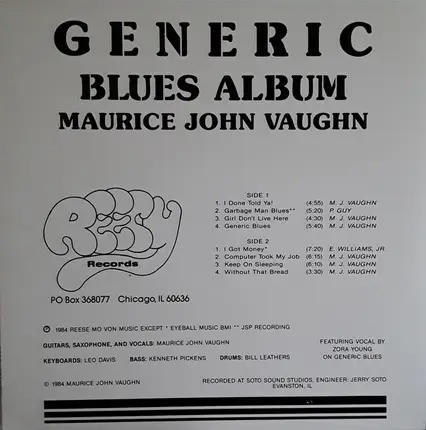 GENERIC
BLUES ALBUM
MAURICE JOHN VAUGHN
SIDE 1
1. I Done Told Ya! (4:55) M. J. VAUGHN
2. Garbage Man Blues** (5:20) P. GUY
3. Girl Don't Live Here (4:30) M. J. VAUGHN
4. Generic Blues (5:40) M. J. VAUGHN
SIDE 2
1. I Got Money* (7:20) E. WILLIAMS, JR.
2. Computer Took My Job (6:15) M. J. VAUGHN
3. Keep On Sleeping (6:10) M. J. VAUGHN
4. Without That Bread (3:30) M. J. VAUGHN
REESY
Records
PO Box 368077 Chicago, IL 60636
℗ 1984 REESE MO VON MUSIC EXCEPT * EYEBALL MUSIC BMI ** JSP RECORDING
GUITARS, SAXOPHONE, AND VOCALS: MAURICE JOHN VAUGHN
KEYBOARDS: LEO DAVIS BASS: KENNETH PICKENS DRUMS: BILL LEATHERS
FEATURING VOCAL BY
ZORA YOUNG
ON GENERIC BLUES
© 1984 MAURICE JOHN VAUGHN
RECORDED AT SOTO SOUND STUDIOS, ENGINEER: JERRY SOTO
EVANSTON, IL